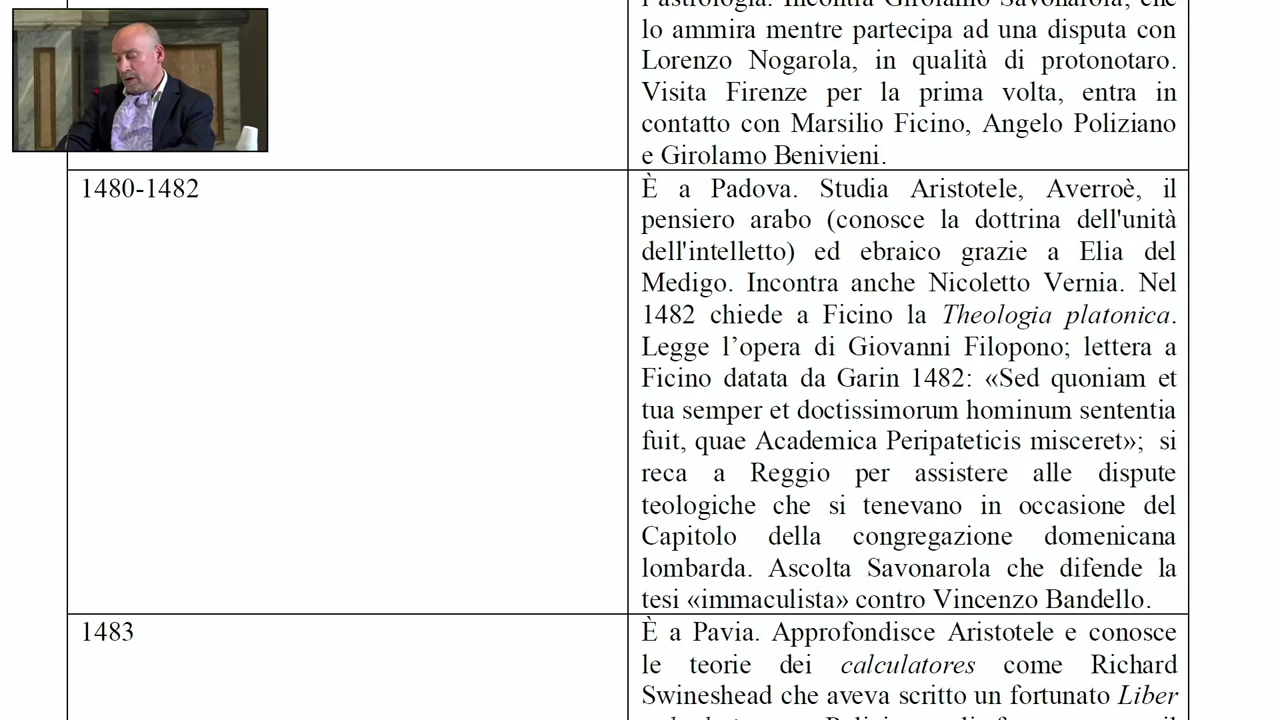 l'astrologia. Incontra Girolamo Savonarola, che
lo ammira mentre partecipa ad una disputa con
Lorenzo Nogarola, in qualità di protonotaro.
Visita Firenze per la prima volta, entra in
contatto con Marsilio Ficino, Angelo Poliziano
e Girolamo Benivieni.
1480-1482
È a Padova. Studia Aristotele, Averroè, il
pensiero arabo (conosce la dottrina dell'unità
dell'intelletto) ed ebraico grazie a Elia del
Medigo. Incontra anche Nicoletto Vernia. Nel
1482 chiede a Ficino la Theologia platonica.
Legge l’opera di Giovanni Filopono; lettera a
Ficino datata da Garin 1482: «Sed quoniam et
tua semper et doctissimorum hominum sententia
fuit, quae Academica Peripateticis misceret»; si
reca a Reggio per assistere alle dispute
teologiche che si tenevano in occasione del
Capitolo della congregazione domenicana
lombarda. Ascolta Savonarola che difende la
tesi «immaculista» contro Vincenzo Bandello.
1483
È a Pavia. Approfondisce Aristotele e conosce
le teorie dei calculatores come Richard
Swineshead che aveva scritto un fortunato Liber